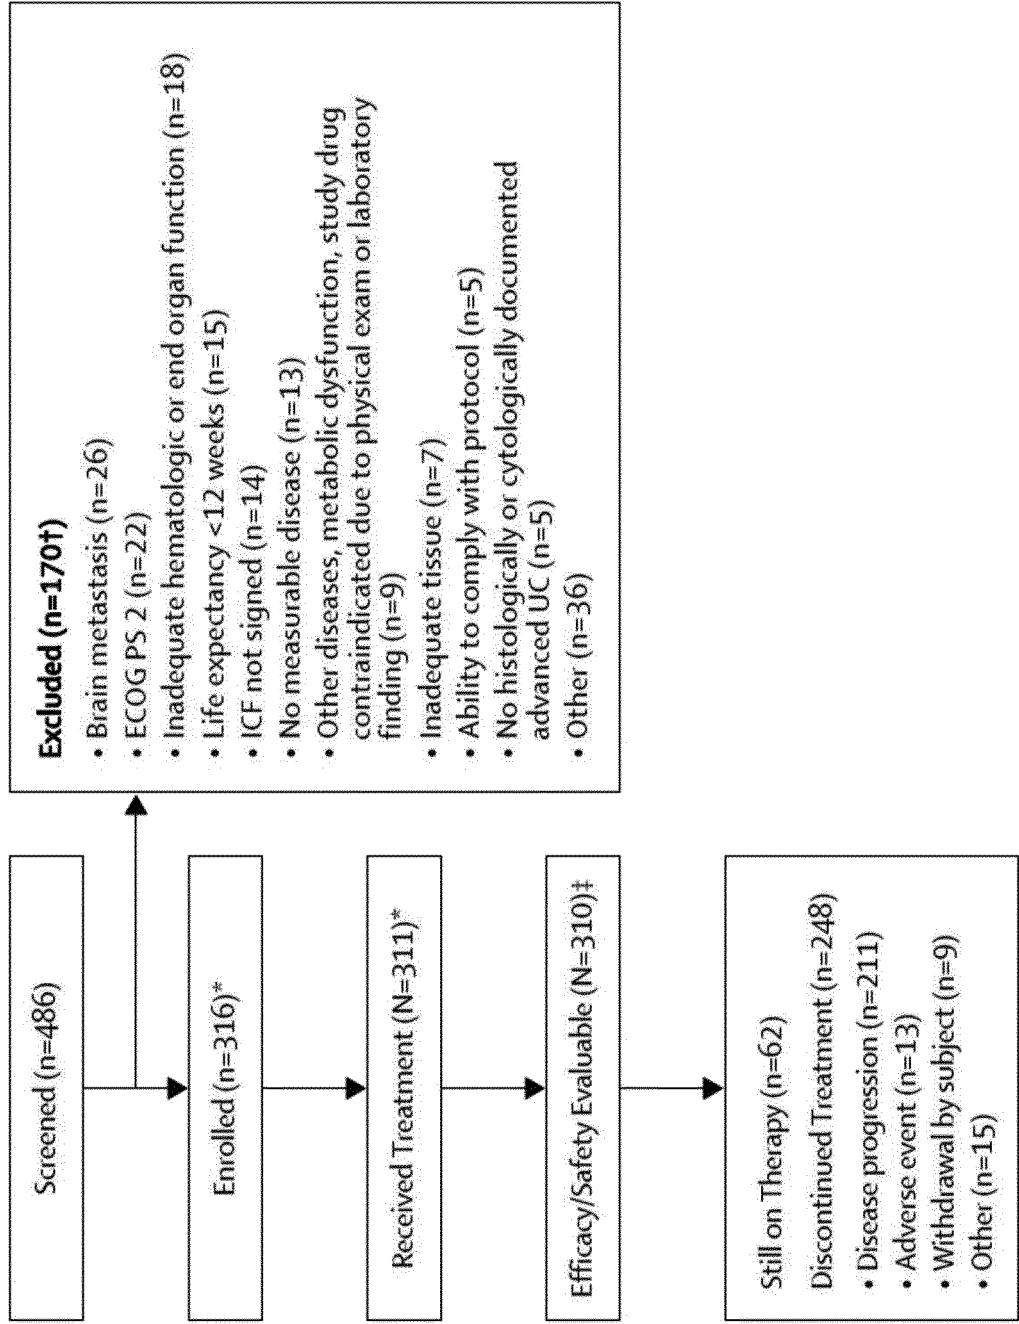 Screened (n=486)
Excluded (n=170†)
• Brain metastasis (n=26)
• ECOG PS 2 (n=22)
• Inadequate hematologic or end organ function (n=18)
• Life expectancy <12 weeks (n=15)
• ICF not signed (n=14)
• No measurable disease (n=13)
• Other diseases, metabolic dysfunction, study drug
contraindicated due to physical exam or laboratory
finding (n=9)
• Inadequate tissue (n=7)
• Ability to comply with protocol (n=5)
• No histologically or cytologically documented
advanced UC (n=5)
• Other (n=36)
Enrolled (n=316)*
Received Treatment (N=311)*
Efficacy/Safety Evaluable (N=310)‡
Still on Therapy (n=62)
Discontinued Treatment (n=248)
• Disease progression (n=211)
• Adverse event (n=13)
• Withdrawal by subject (n=9)
• Other (n=15)